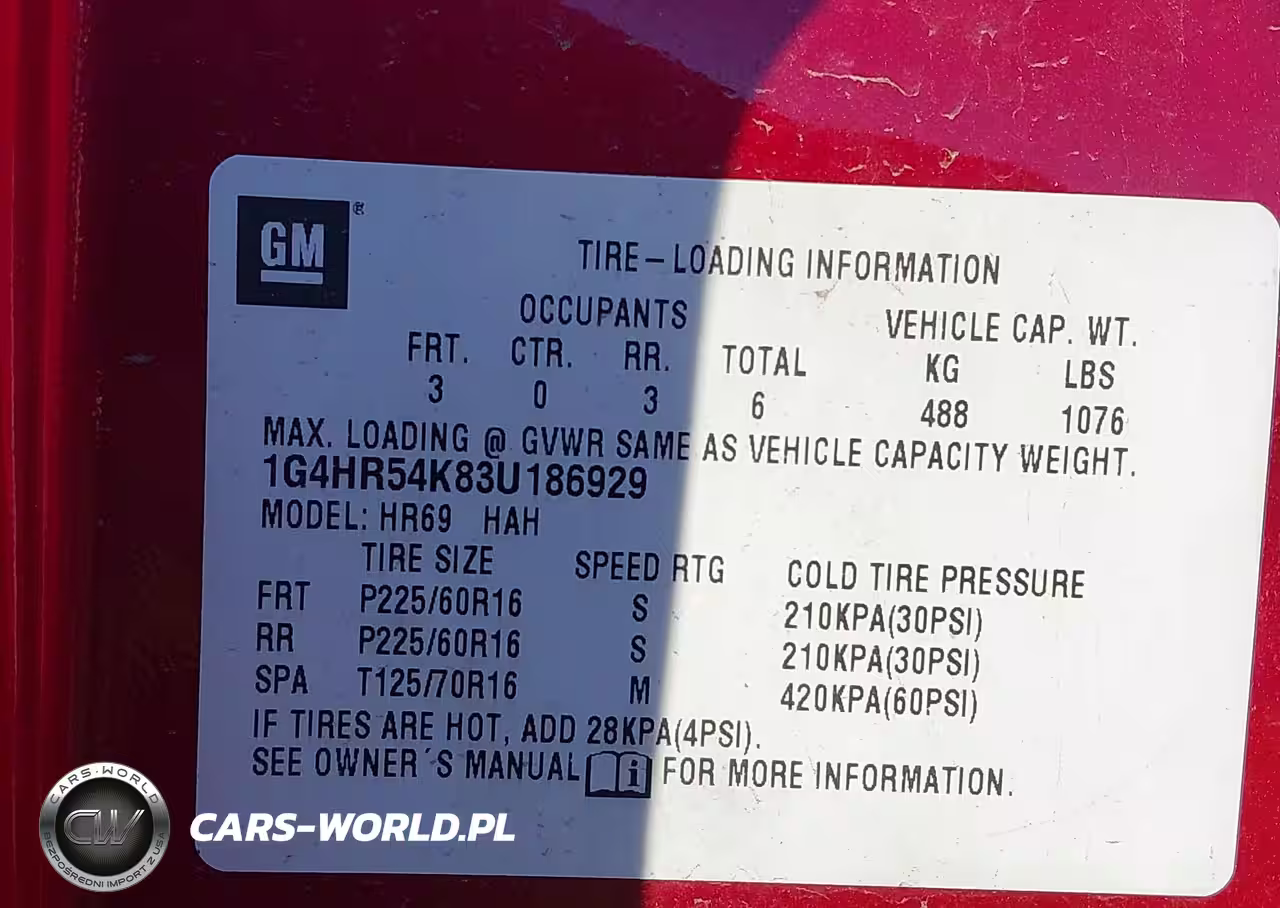 GM®
TIRE–LOADING INFORMATION
OCCUPANTS VEHICLE CAP. WT.
FRT. CTR. RR. TOTAL KG LBS
3 0 3 6 488 1076
MAX. LOADING @ GVWR SAME AS VEHICLE CAPACITY WEIGHT.
1G4HR54K83U186929
MODEL: HR69 HAH
TIRE SIZE SPEED RTG COLD TIRE PRESSURE
FRT P225/60R16 S 210KPA(30PSI)
RR P225/60R16 S 210KPA(30PSI)
SPA T125/70R16 M 420KPA(60PSI)
IF TIRES ARE HOT, ADD 28KPA(4PSI).
SEE OWNER´S MANUAL i FOR MORE INFORMATION.
CARS-WORLD
CW
BEZPOŚREDNI IMPORT Z USA
CARS-WORLD.PL